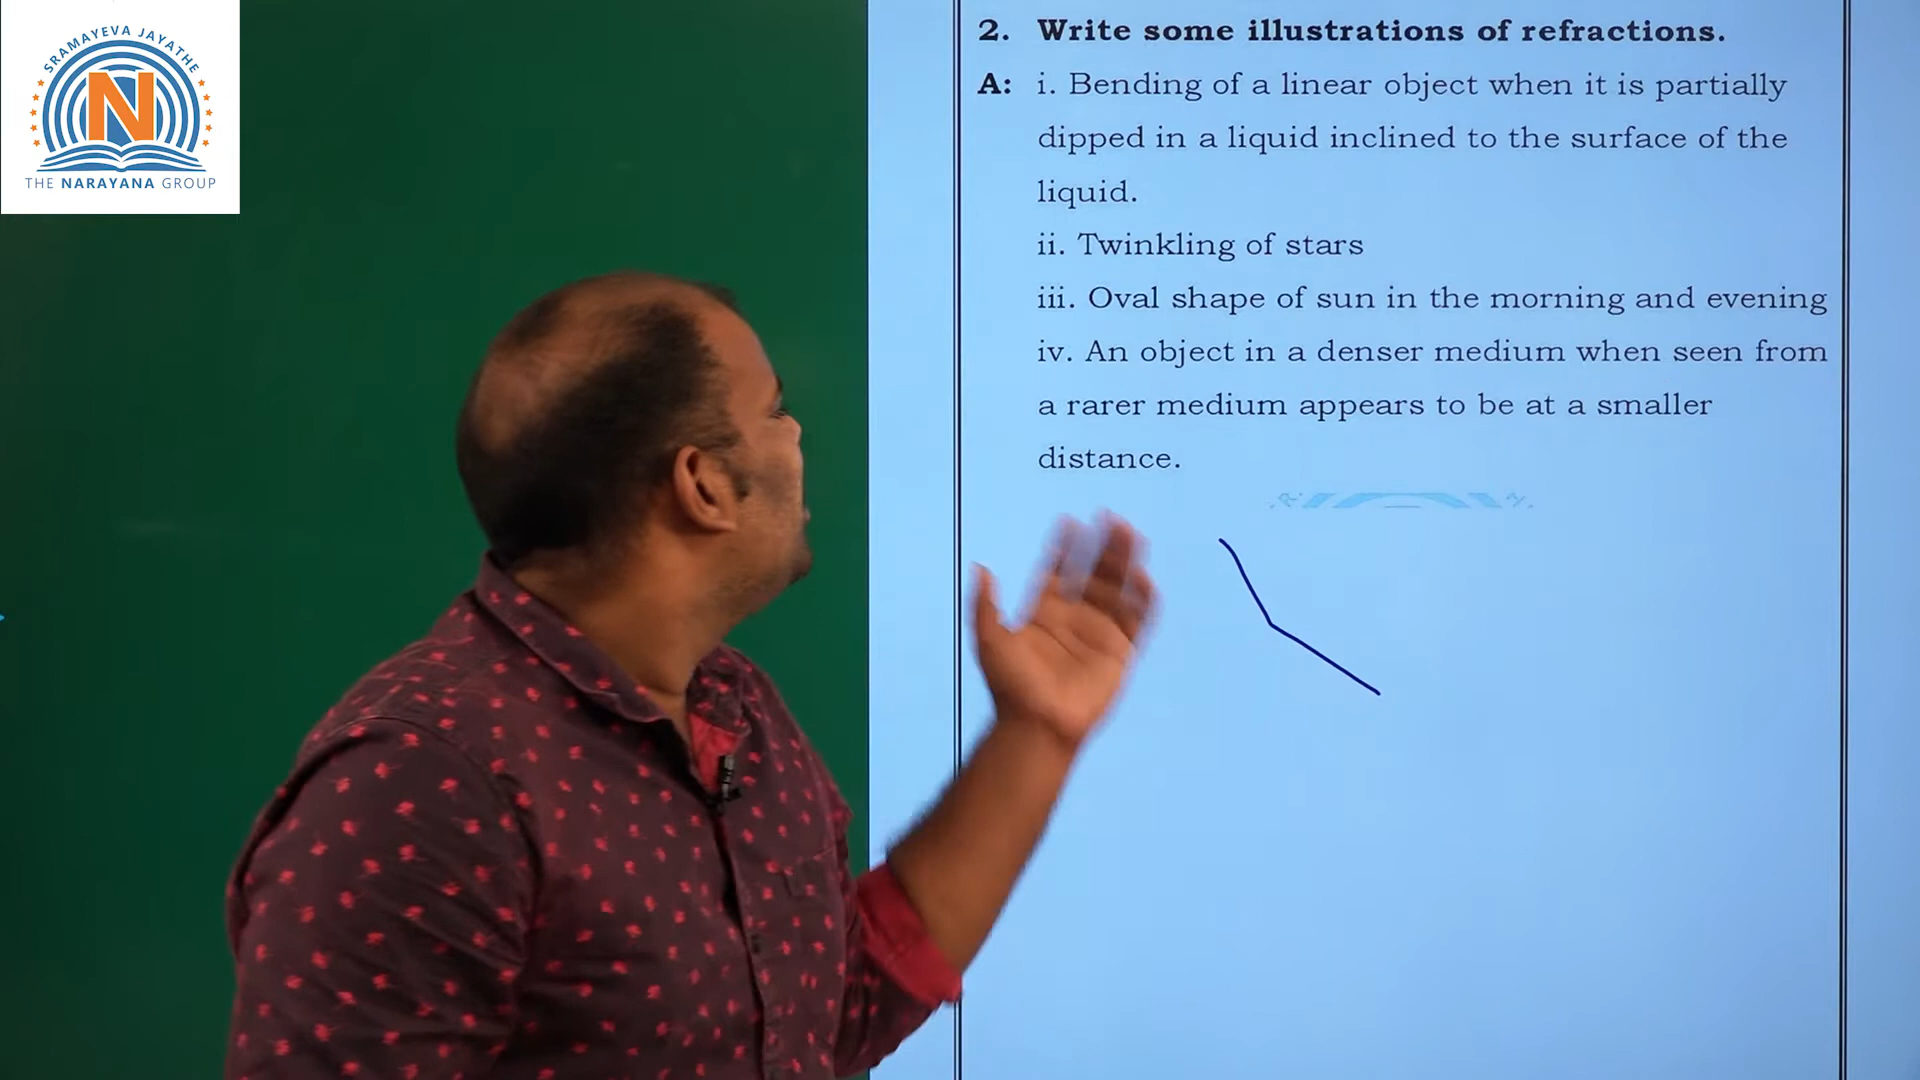 SRAMAYEVA JAYATHE
N
THE NARAYANA GROUP
2. Write some illustrations of refractions.
A: i. Bending of a linear object when it is partially
dipped in a liquid inclined to the surface of the
liquid.
ii. Twinkling of stars
iii. Oval shape of sun in the morning and evening
iv. An object in a denser medium when seen from
a rarer medium appears to be at a smaller
distance.